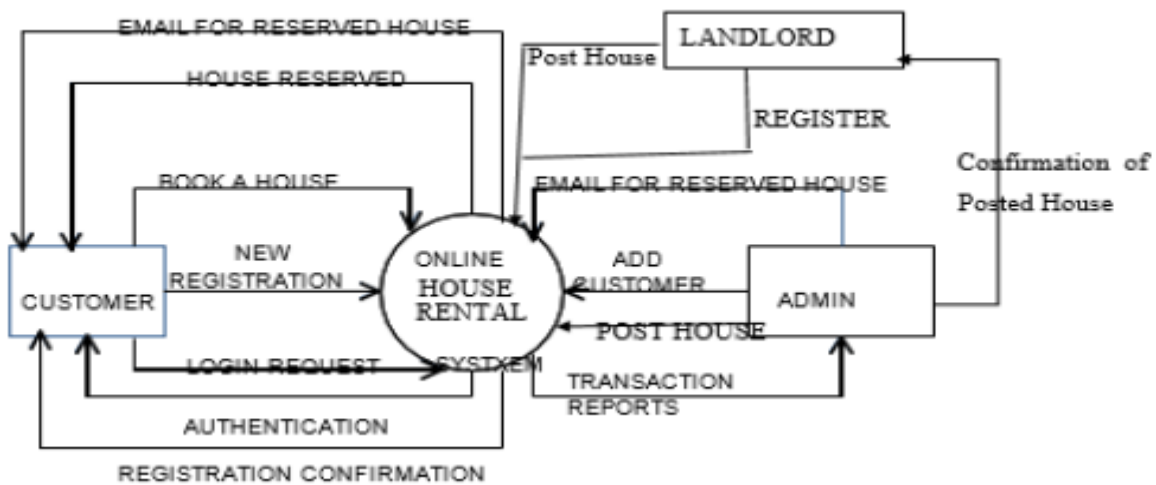 EMAIL FOR RESERVED HOUSE
LANDLORD
Post House
HOUSE RESERVED
REGISTER
Confirmation of
Posted House
BOOK A HOUSE
EMAIL FOR RESERVED HOUSE
NEW
REGISTRATION
ONLINE
HOUSE
RENTAL
SYSTXEM
ADD
CUSTOMER
CUSTOMER
ADMIN
POST HOUSE
LOGIN REQUEST
TRANSACTION
REPORTS
AUTHENTICATION
REGISTRATION CONFIRMATION